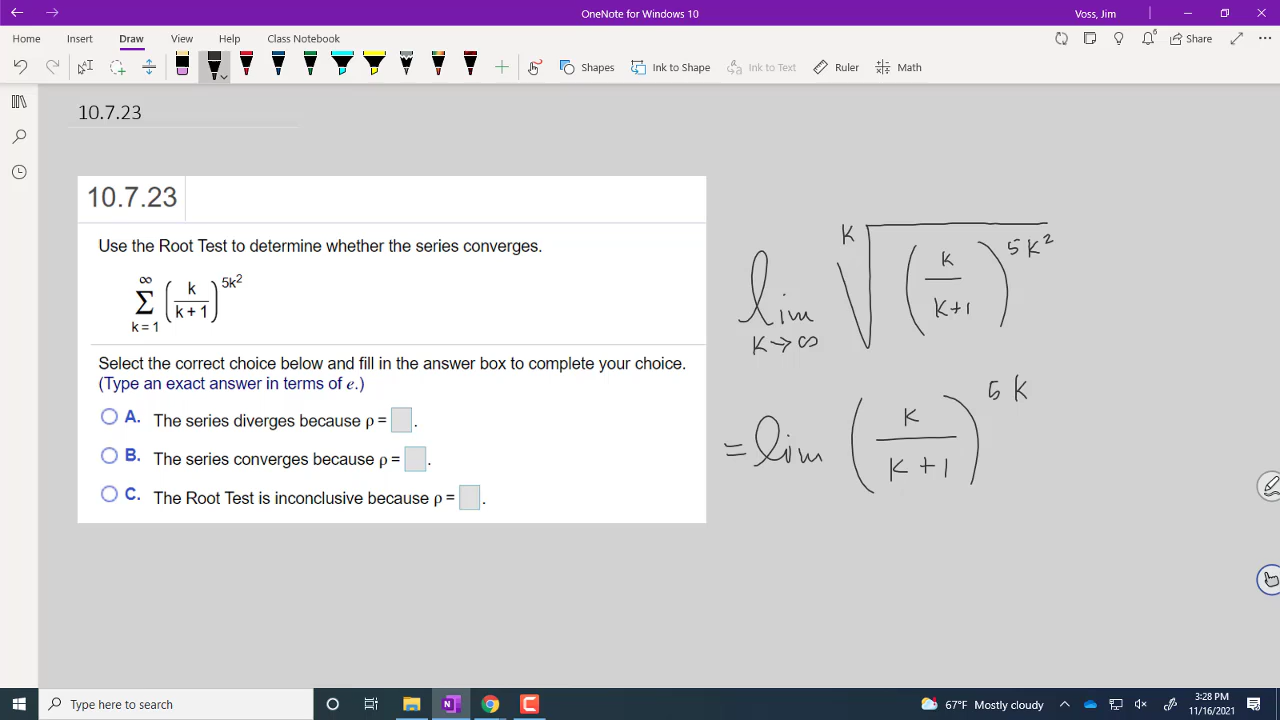 OneNote for Windows 10
Voss, Jim
Home Insert Draw View Help Class Notebook
Share
Shapes Ink to Shape Ink to Text Ruler Math
10.7.23
10.7.23
Use the Root Test to determine whether the series converges.
∞
∑ (k/(k + 1))^5k²
k = 1
Select the correct choice below and fill in the answer box to complete your choice.
(Type an exact answer in terms of e.)
A. The series diverges because ρ = .
B. The series converges because ρ = .
C. The Root Test is inconclusive because ρ = .
lim k√(k/(k+1))^5k²
k→∞
= lim (k/(k+1))^5k
Type here to search
67°F Mostly cloudy
3:28 PM
11/16/2021